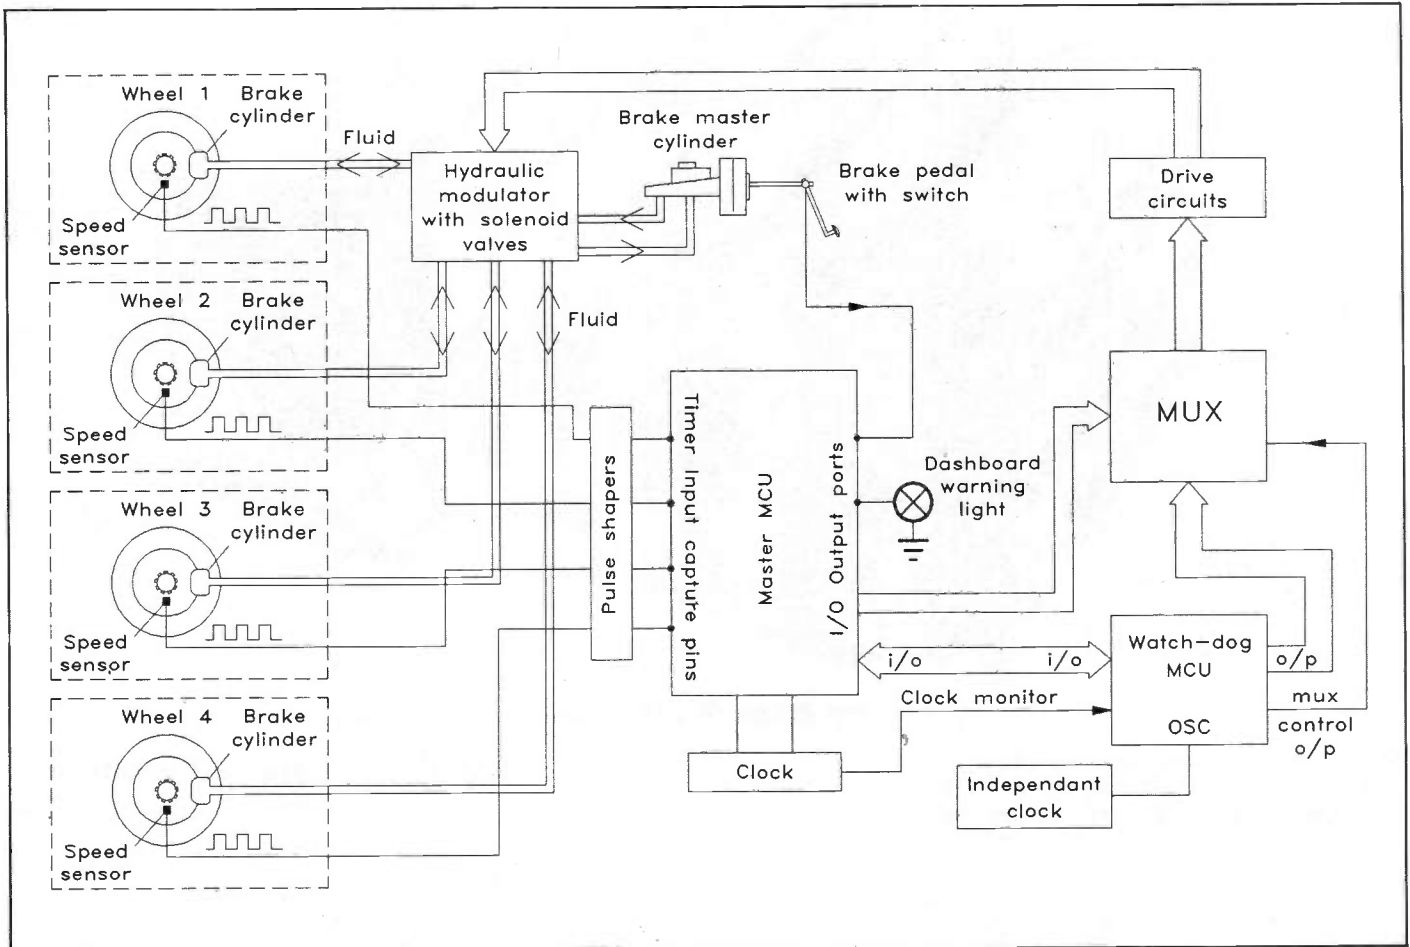 Wheel 1 Brake
cylinder
Speed
sensor
Wheel 2 Brake
cylinder
Speed
sensor
Wheel 3 Brake
cylinder
Speed
sensor
Wheel 4 Brake
cylinder
Speed
sensor
Fluid
Hydraulic
modulator
with solenoid
valves
Fluid
Brake master
cylinder
Brake pedal
with switch
Drive
circuits
MUX
Pulse shapers
Timer Input capture pins
Master MCU
I/O Output ports
Dashboard
warning
light
i/o
i/o
Watch-dog
MCU
OSC
o/p
mux
control
o/p
Clock monitor
Clock
Independant
clock